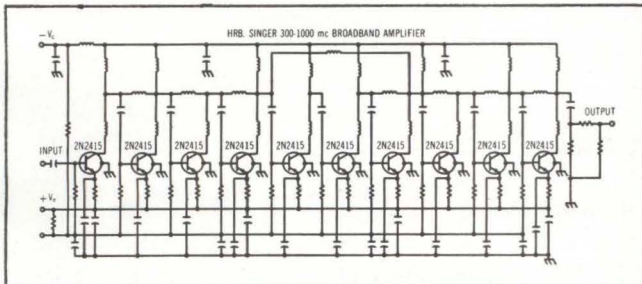 HRB. SINGER 300-1000 mc BROADBAND AMPLIFIER
−Vc
OUTPUT
INPUT
2N2415 2N2415 2N2415 2N2415 2N2415 2N2415 2N2415 2N2415 2N2415 2N2415